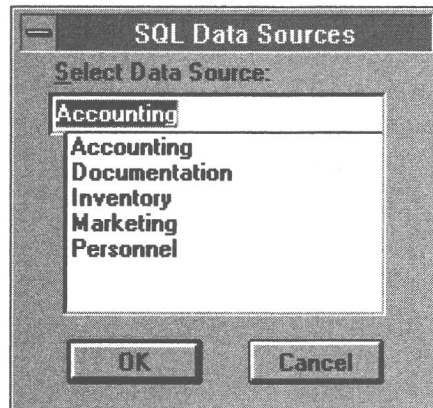 SQL Data Sources
Select Data Source:
Accounting
Accounting
Documentation
Inventory
Marketing
Personnel
OK
Cancel